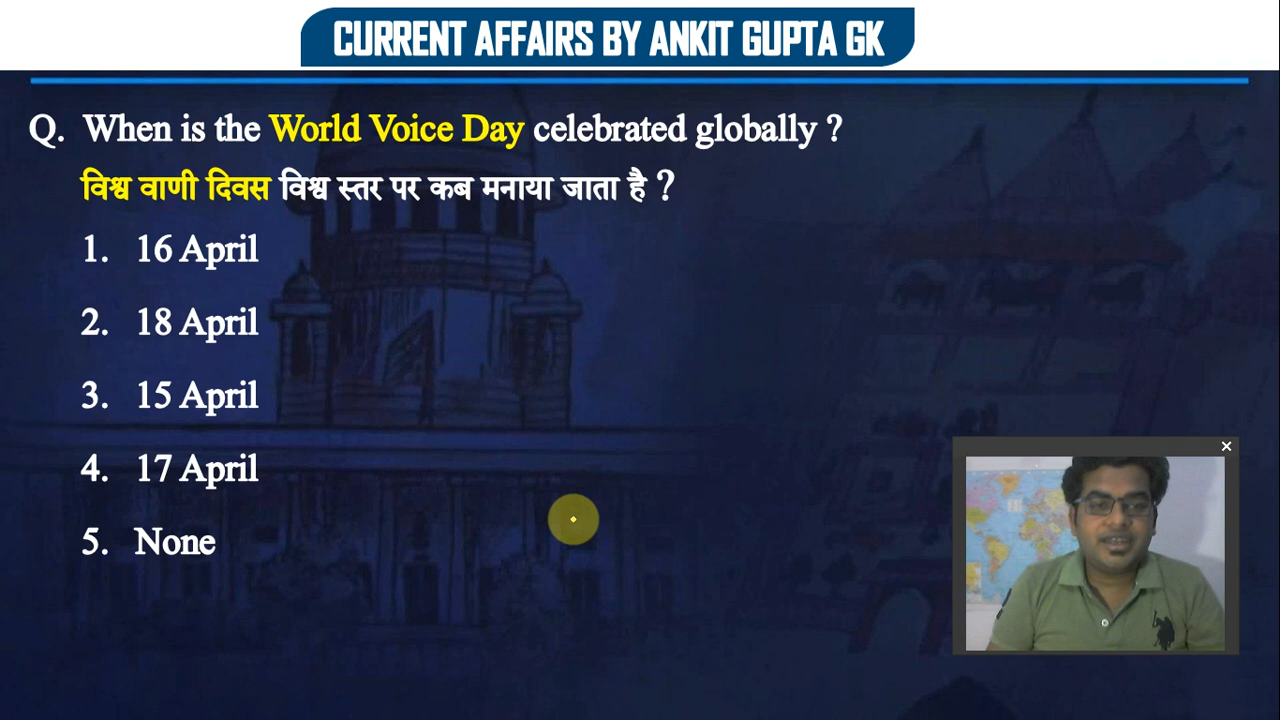 CURRENT AFFAIRS BY ANKIT GUPTA GK
Q. When is the World Voice Day celebrated globally ?
विश्व वाणी दिवस विश्व स्तर पर कब मनाया जाता है ?
1. 16 April
2. 18 April
3. 15 April
4. 17 April
5. None